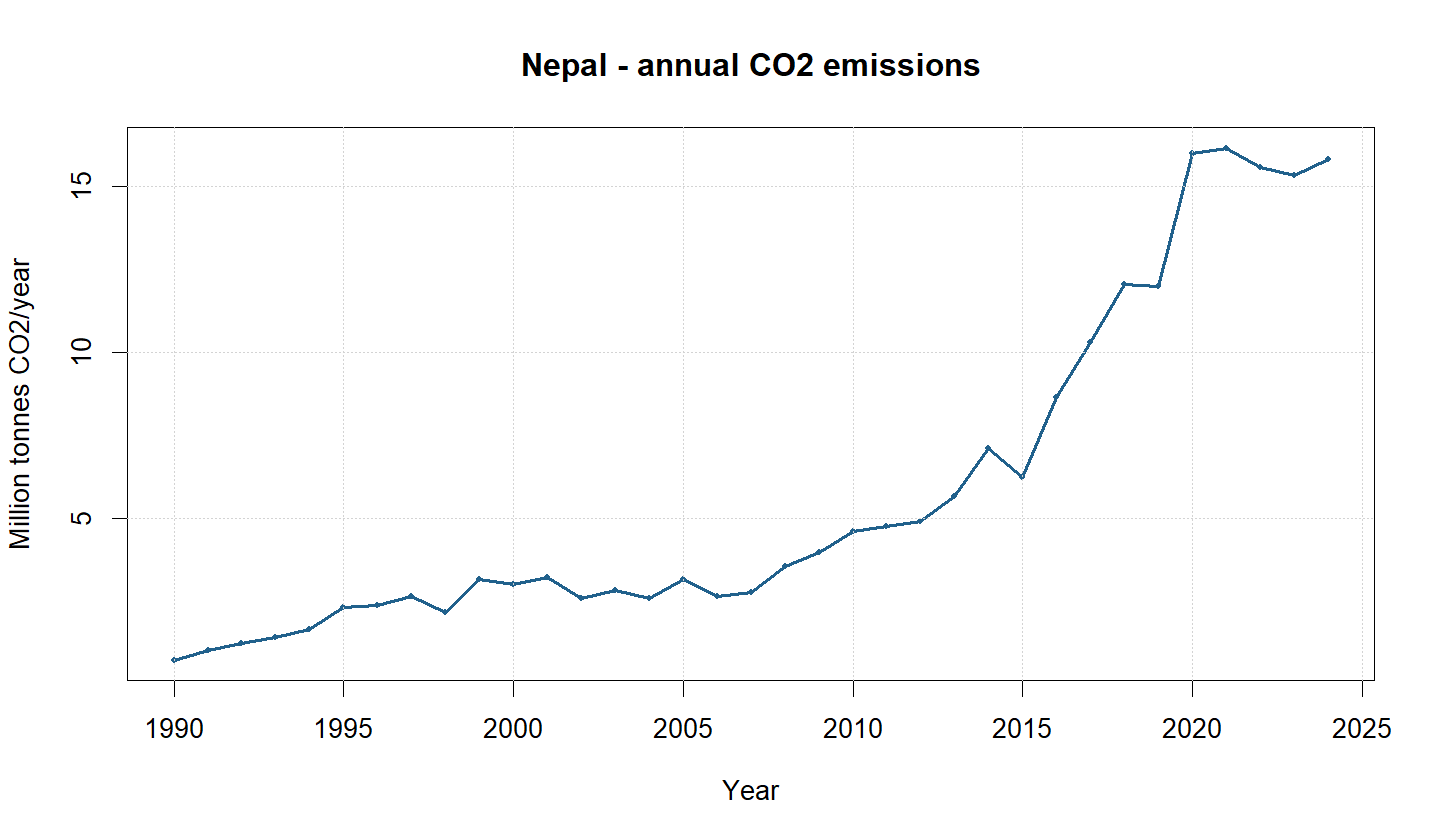 Nepal - annual CO2 emissions
Million tonnes CO2/year
15
10
5
1990 1995 2000 2005 2010 2015 2020 2025
Year